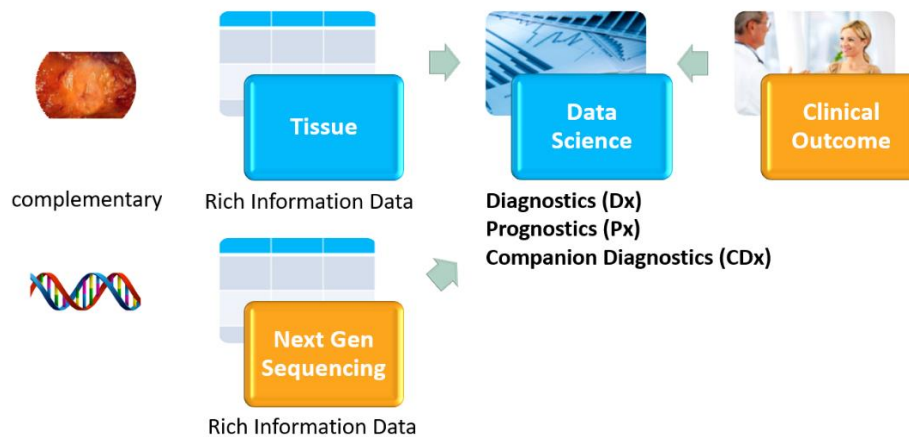 Tissue
Data
Science
Clinical
Outcome
complementary
Rich Information Data
Diagnostics (Dx)
Prognostics (Px)
Companion Diagnostics (CDx)
Next Gen
Sequencing
Rich Information Data